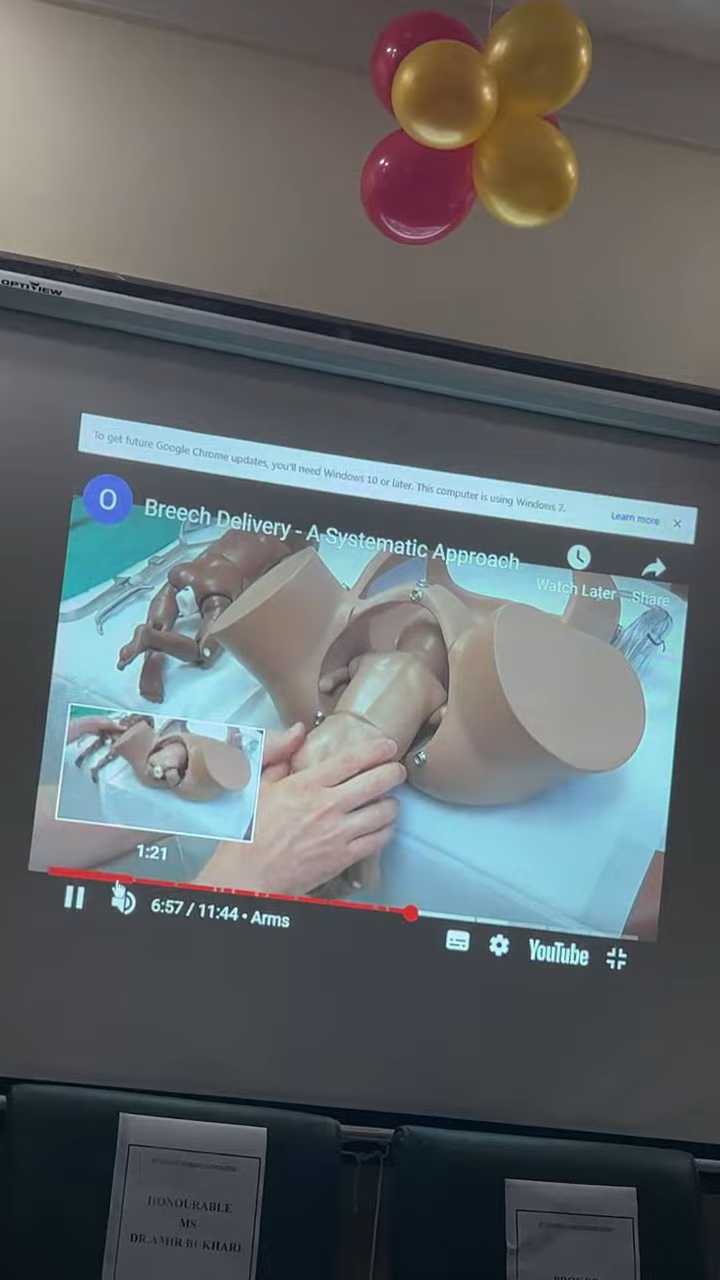 OPTIVIEW
To get future Google Chrome updates, you'll need Windows 10 or later. This computer is using Windows 7.
Learn more
O
Breech Delivery - A Systematic Approach
Watch Later
Share
1:21
6:57 / 11:44 • Arms
YouTube
HONOURABLE
MS
DR.AMIR BUKHARI